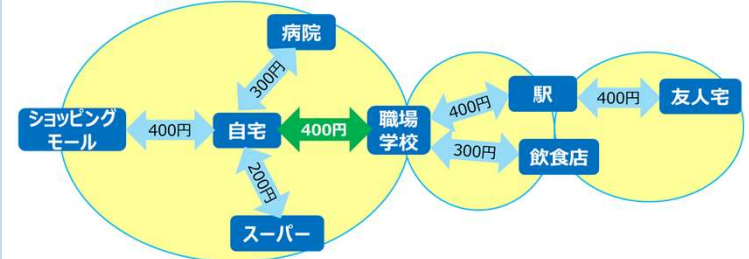 病院
300円
ショッピング
モール
400円
自宅
400円
職場
学校
400円
駅
400円
友人宅
300円
飲食店
200円
スーパー